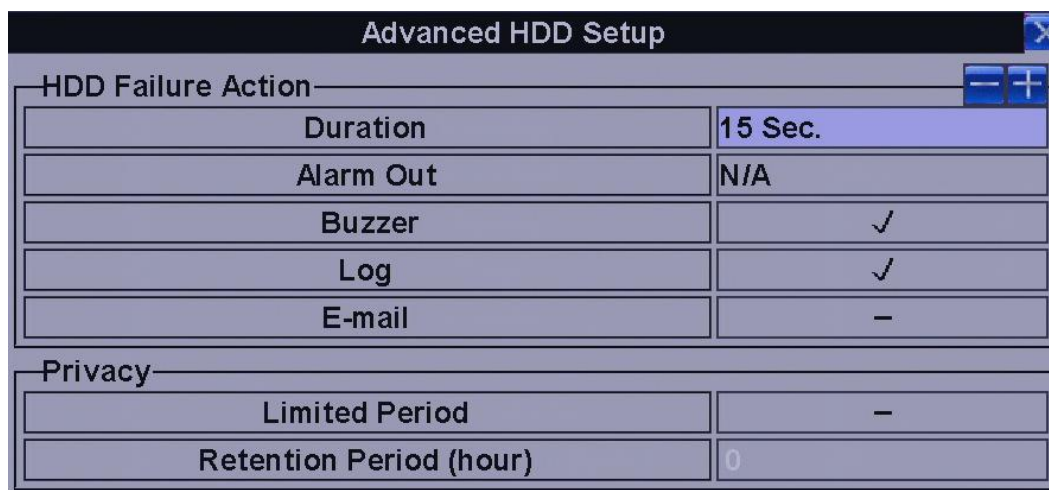 Advanced HDD Setup
HDD Failure Action
Duration 15 Sec.
Alarm Out N/A
Buzzer ✓
Log ✓
E-mail –
Privacy
Limited Period –
Retention Period (hour) 0